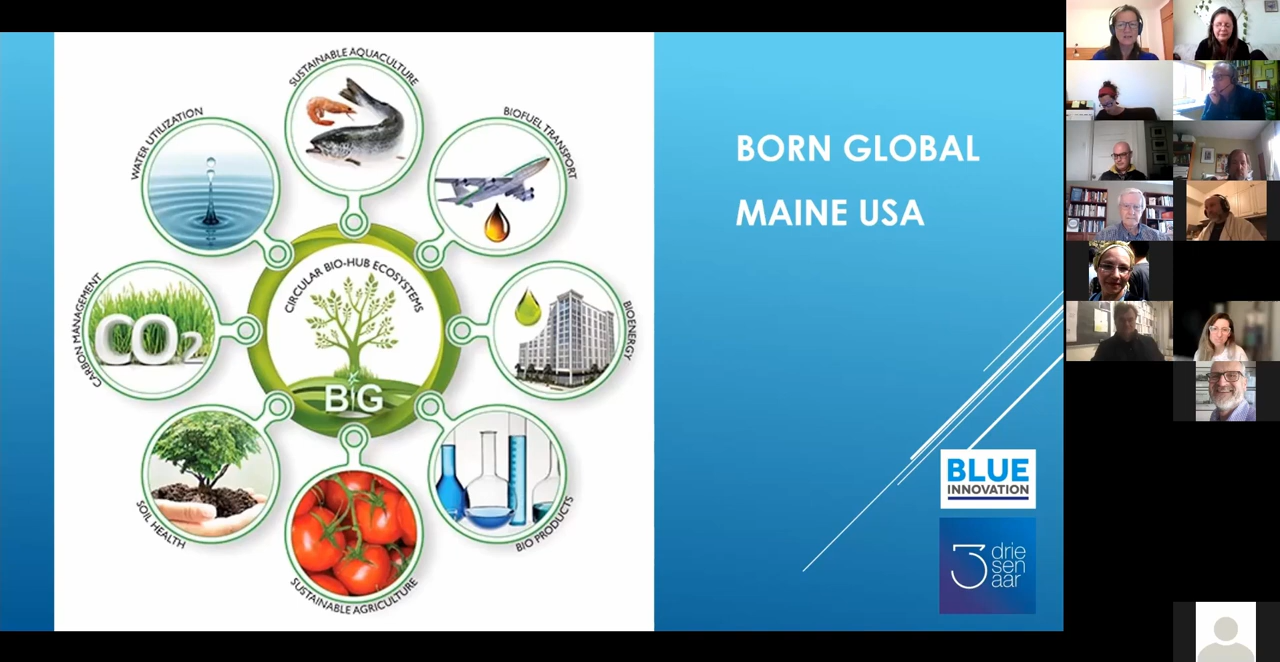 SUSTAINABLE AQUACULTURE
BIOFUEL TRANSPORT
WATER UTILIZATION
BIOENERGY
CARBON MANAGEMENT
CO2
CIRCULAR BIO-HUB ECOSYSTEMS
BIG
SOIL HEALTH
BIO PRODUCTS
SUSTAINABLE AGRICULTURE
BORN GLOBAL
MAINE USA
BLUE
INNOVATION
3 drie
sen
aar